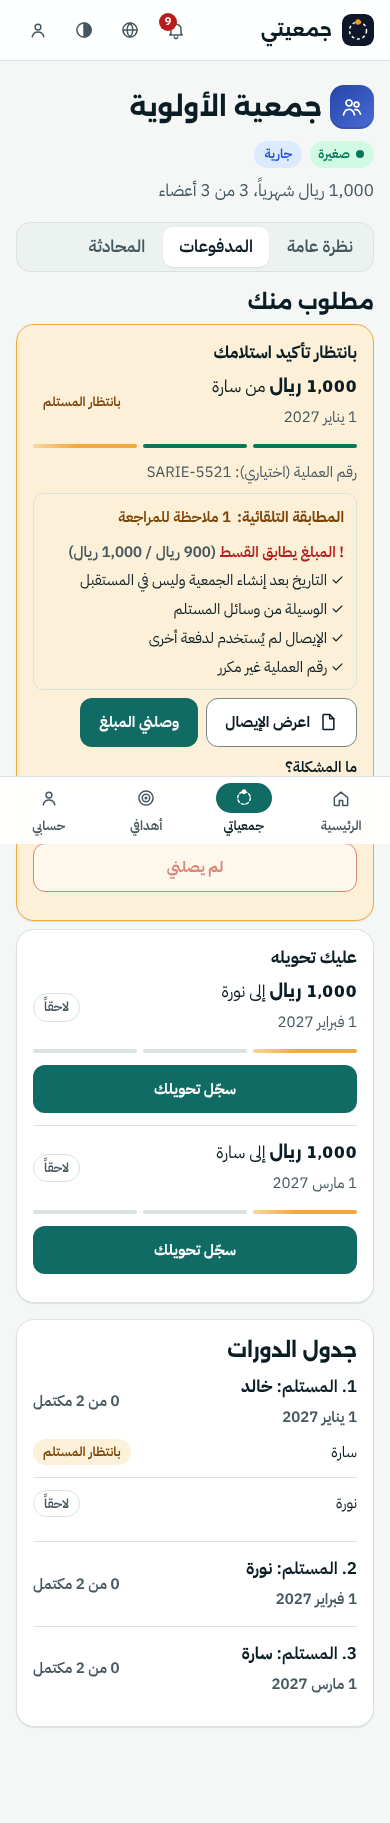 جمعيتي
9
جمعية الأولوية
صغيرة
جارية
1,000 ريال شهرياً، 3 من 3 أعضاء
نظرة عامة
المدفوعات
المحادثة
مطلوب منك
بانتظار تأكيد استلامك
1,000 ريال من سارة
بانتظار المستلم
1 يناير 2027
رقم العملية (اختياري): SARIE-5521
المطابقة التلقائية: 1 ملاحظة للمراجعة
! المبلغ يطابق القسط (900 ريال / 1,000 ريال)
✓ التاريخ بعد إنشاء الجمعية وليس في المستقبل
✓ الوسيلة من وسائل المستلم
✓ الإيصال لم يُستخدم لدفعة أخرى
✓ رقم العملية غير مكرر
اعرض الإيصال
وصلني المبلغ
ما المشكلة؟
الرئيسية
جمعياتي
أهدافي
حسابي
لم يصلني
عليك تحويله
1,000 ريال إلى نورة
لاحقاً
1 فبراير 2027
سجّل تحويلك
1,000 ريال إلى سارة
لاحقاً
1 مارس 2027
سجّل تحويلك
جدول الدورات
1. المستلم: خالد
0 من 2 مكتمل
1 يناير 2027
سارة
بانتظار المستلم
نورة
لاحقاً
2. المستلم: نورة
0 من 2 مكتمل
1 فبراير 2027
3. المستلم: سارة
0 من 2 مكتمل
1 مارس 2027